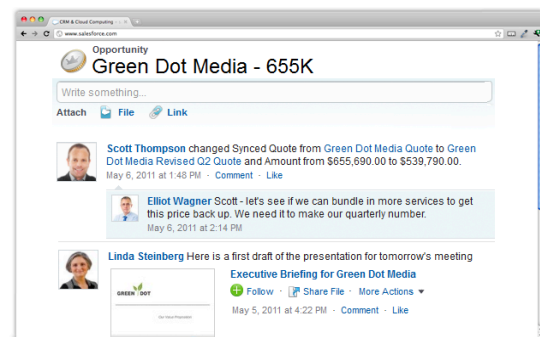 CRM & Cloud Computing
www.salesforce.com
Opportunity
Green Dot Media - 655K
Write something...
Attach File Link
Scott Thompson changed Synced Quote from Green Dot Media Quote to Green
Dot Media Revised Q2 Quote and Amount from $655,690.00 to $539,790.00.
May 6, 2011 at 1:48 PM · Comment · Like
Elliot Wagner Scott - let's see if we can bundle in more services to get
this price back up. We need it to make our quarterly number.
May 6, 2011 at 2:14 PM
Linda Steinberg Here is a first draft of the presentation for tomorrow's meeting
Executive Briefing for Green Dot Media
GREEN DOT
Follow · Share File · More Actions
May 5, 2011 at 4:22 PM · Comment · Like